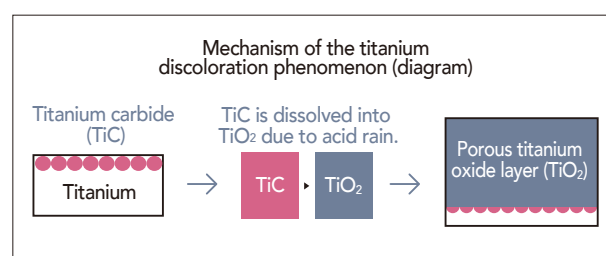 Mechanism of the titanium
discoloration phenomenon (diagram)
Titanium carbide
(TiC)
Titanium
TiC is dissolved into
TiO₂ due to acid rain.
TiC
TiO₂
Porous titanium
oxide layer (TiO₂)